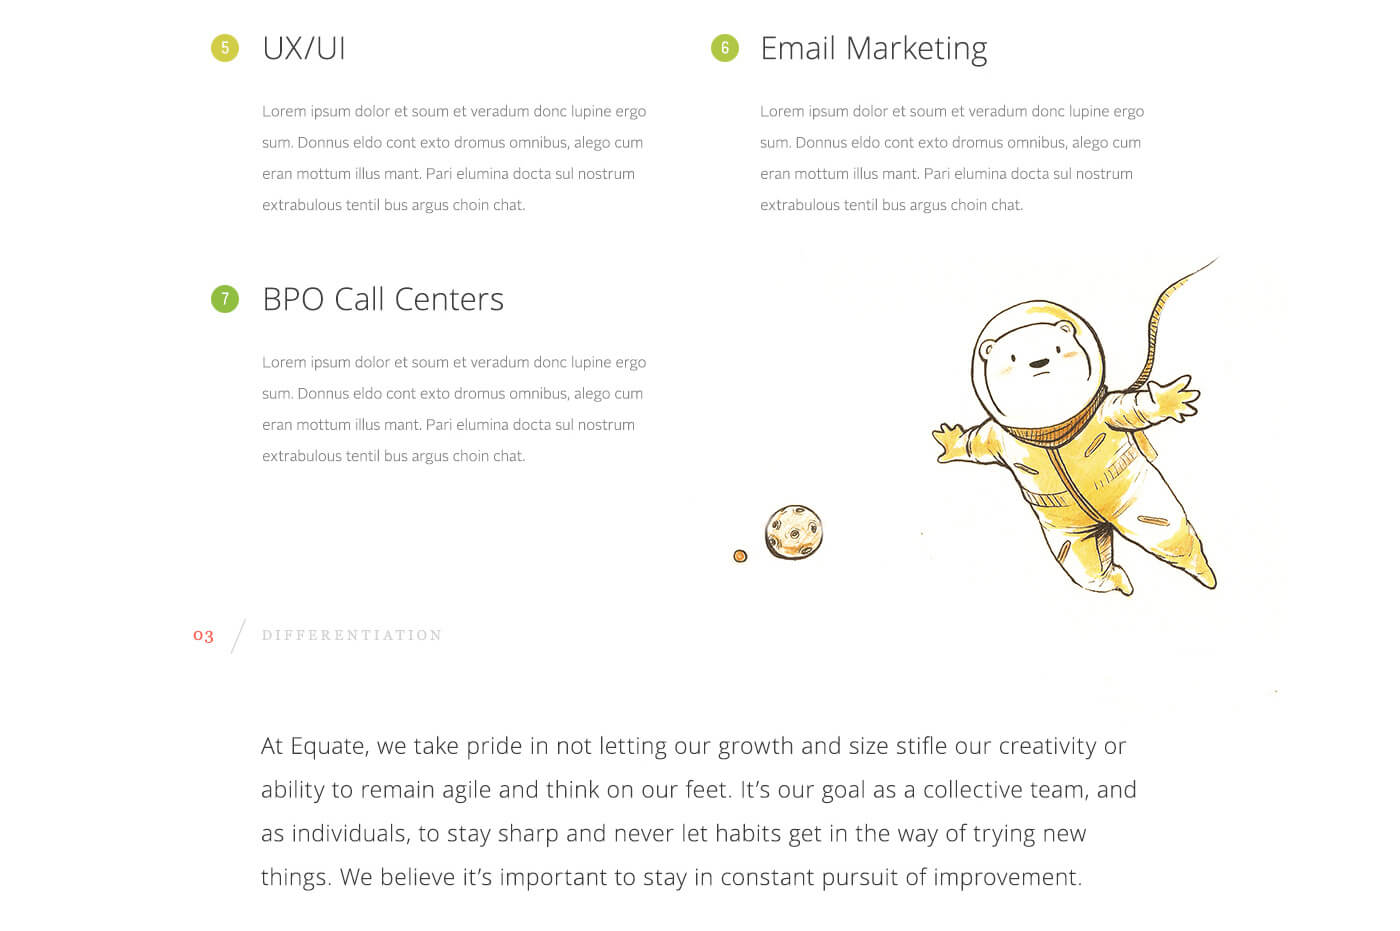 5 UX/UI
Lorem ipsum dolor et soum et veradum donc lupine ergo
sum. Donnus eldo cont exto dromus omnibus, alego cum
eran mottum illus mant. Pari elumina docta sul nostrum
extrabulous tentil bus argus choin chat.
6 Email Marketing
Lorem ipsum dolor et soum et veradum donc lupine ergo
sum. Donnus eldo cont exto dromus omnibus, alego cum
eran mottum illus mant. Pari elumina docta sul nostrum
extrabulous tentil bus argus choin chat.
7 BPO Call Centers
Lorem ipsum dolor et soum et veradum donc lupine ergo
sum. Donnus eldo cont exto dromus omnibus, alego cum
eran mottum illus mant. Pari elumina docta sul nostrum
extrabulous tentil bus argus choin chat.
03 / DIFFERENTIATION
At Equate, we take pride in not letting our growth and size stifle our creativity or
ability to remain agile and think on our feet. It’s our goal as a collective team, and
as individuals, to stay sharp and never let habits get in the way of trying new
things. We believe it’s important to stay in constant pursuit of improvement.